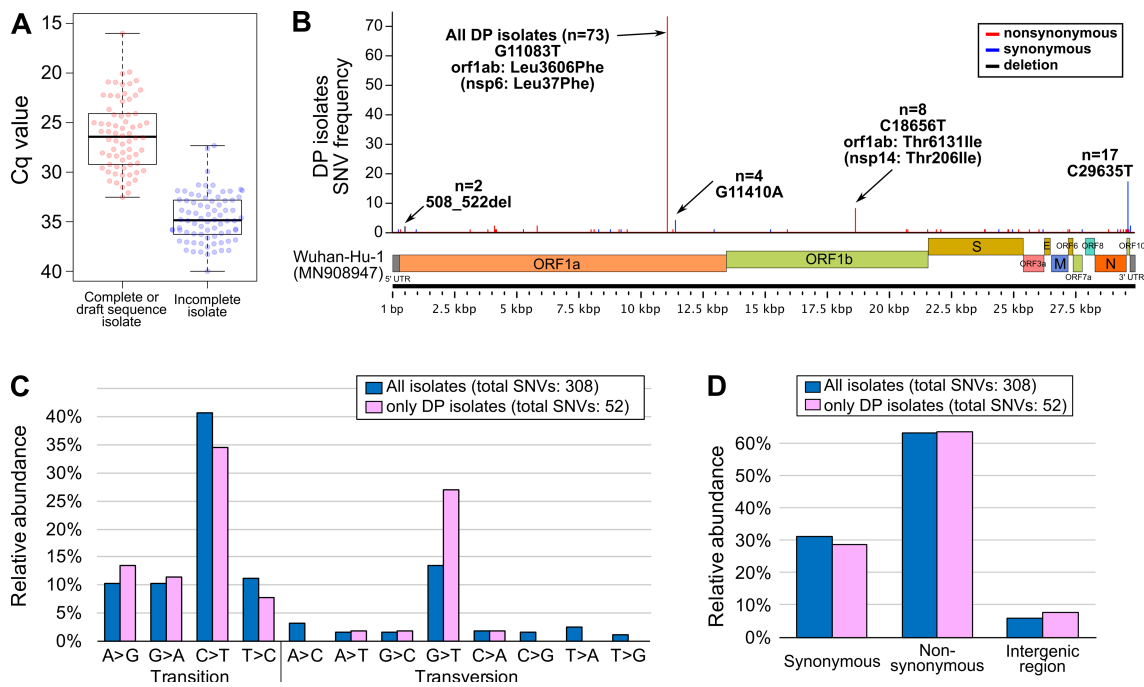 A
15
20
25
30
35
40
Cq value
Complete or
draft sequence
isolate
Incomplete
isolate
B
70
60
50
40
30
20
10
0
DP isolates
SNV frequency
All DP isolates (n=73)
G11083T
orf1ab: Leu3606Phe
(nsp6: Leu37Phe)
nonsynonymous
synonymous
deletion
n=2
508_522del
n=4
G11410A
n=8
C18656T
orf1ab: Thr6131Ile
(nsp14: Thr206Ile)
n=17
C29635T
Wuhan-Hu-1
(MN908947)
5' UTR
ORF1a
ORF1b
S
ORF3a
E
M
ORF6
ORF7a
ORF8
N
ORF10
3' UTR
1 bp
2.5 kbp
5 kbp
7.5 kbp
10 kbp
12.5 kbp
15 kbp
17.5 kbp
20 kbp
22.5 kbp
25 kbp
27.5 kbp
C
All isolates (total SNVs: 308)
only DP isolates (total SNVs: 52)
Relative abundance
40%
35%
30%
25%
20%
15%
10%
5%
0%
A>G G>A C>T T>C A>C A>T G>C G>T C>A C>G T>A T>G
Transition Transversion
D
All isolates (total SNVs: 308)
only DP isolates (total SNVs: 52)
Relative abundance
60%
50%
40%
30%
20%
10%
0%
Synonymous
Non-
synonymous
Intergenic
region